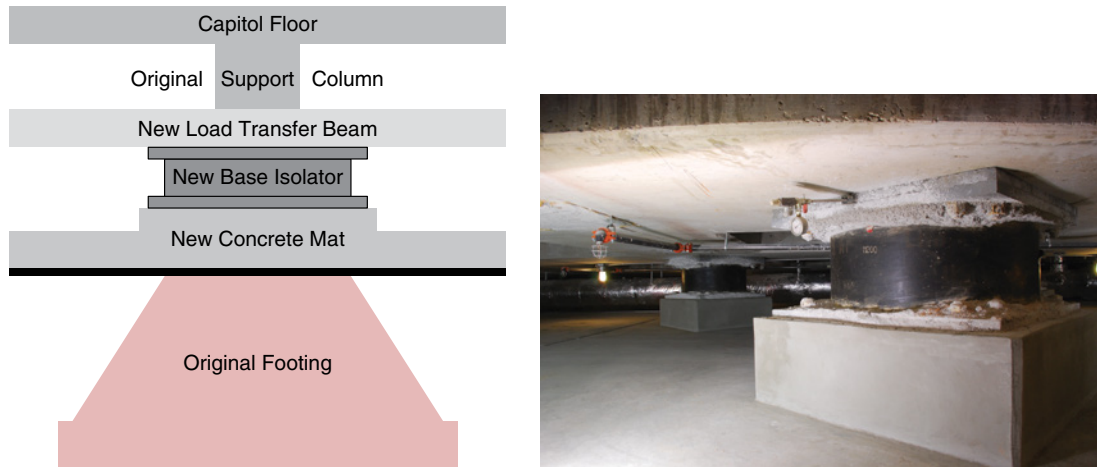 Capitol Floor
Original Support Column
New Load Transfer Beam
New Base Isolator
New Concrete Mat
Original Footing